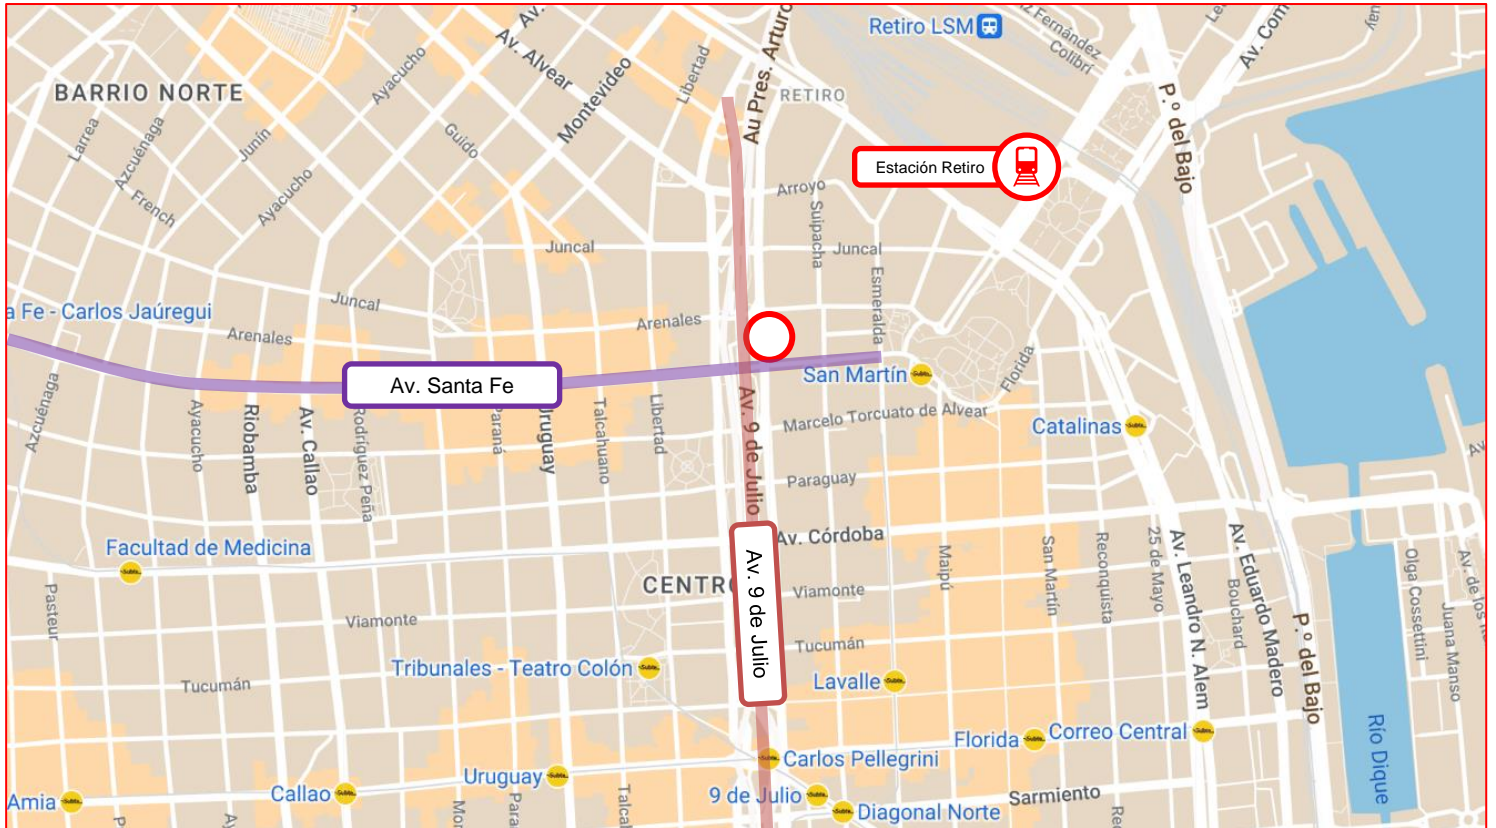 Av.
Av. Alvear
Libertad
Au Pres. Arturo
Retiro LSM
Fernández
Colibrí
Av. Com
BARRIO NORTE
Ayacucho
Montevideo
RETIRO
P.º del Bajo
Larrea
Azcuénaga
Junín
Guido
Estación Retiro
French
Ayacucho
Arroyo
Suipacha
Juncal
Juncal
Esmeralda
Juncal
a Fe - Carlos Jaúregui
Arenales
Arenales
Florida
Av. Santa Fe
San Martín
Azcuénaga
Ayacucho
Riobamba
Av. Callao
Rodríguez Peña
Paraná
Uruguay
Talcahuano
Libertad
Av. 9 de Julio
Marcelo Torcuato de Alvear
Catalinas
Paraguay
Av. Córdoba
Facultad de Medicina
CENTRO
Av. 9 de Julio
Viamonte
Maipú
San Martín
Reconquista
25 de Mayo
Av. Leandro N. Alem
Av. Eduardo Madero
Bouchard
P.º del Bajo
Olga Cossettini
Av. de los
Juana Manso
Pasteur
Viamonte
Tucumán
Tribunales - Teatro Colón
Tucumán
Lavalle
Florida
Correo Central
Río Dique
Carlos Pellegrini
Uruguay
Callao
9 de Julio
Sarmiento
Diagonal Norte
Amia
P
Ay
Mor
Para
Talca
Rec